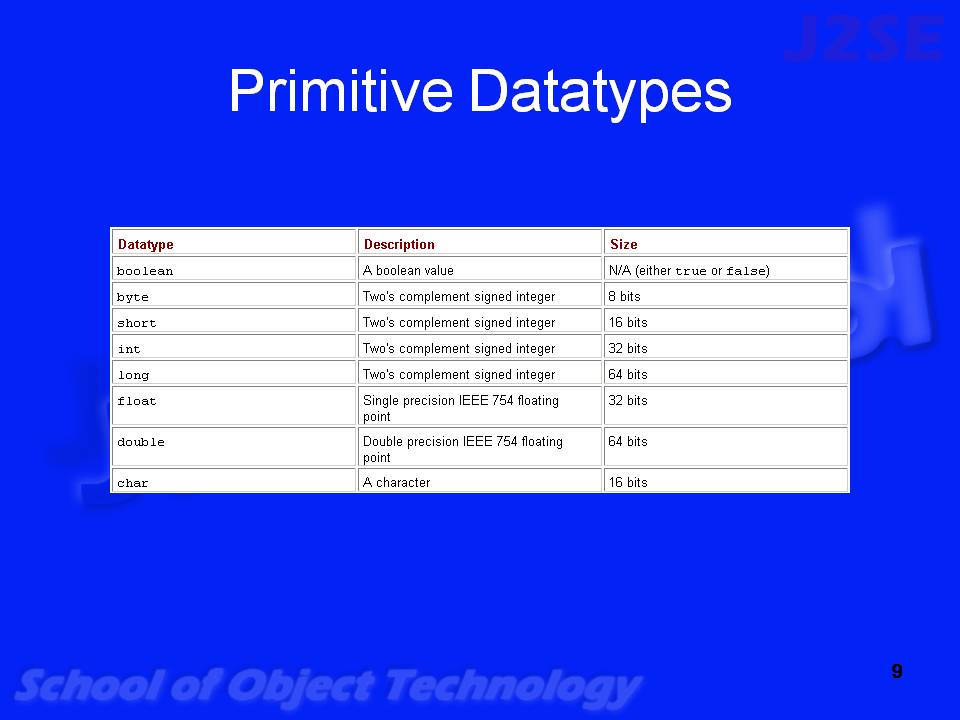 J2SE
Primitive Datatypes
Datatype Description Size
boolean A boolean value N/A (either true or false)
byte Two's complement signed integer 8 bits
short Two's complement signed integer 16 bits
int Two's complement signed integer 32 bits
long Two's complement signed integer 64 bits
float Single precision IEEE 754 floating 32 bits
point
double Double precision IEEE 754 floating 64 bits
point
char A character 16 bits
School of Object Technology
9